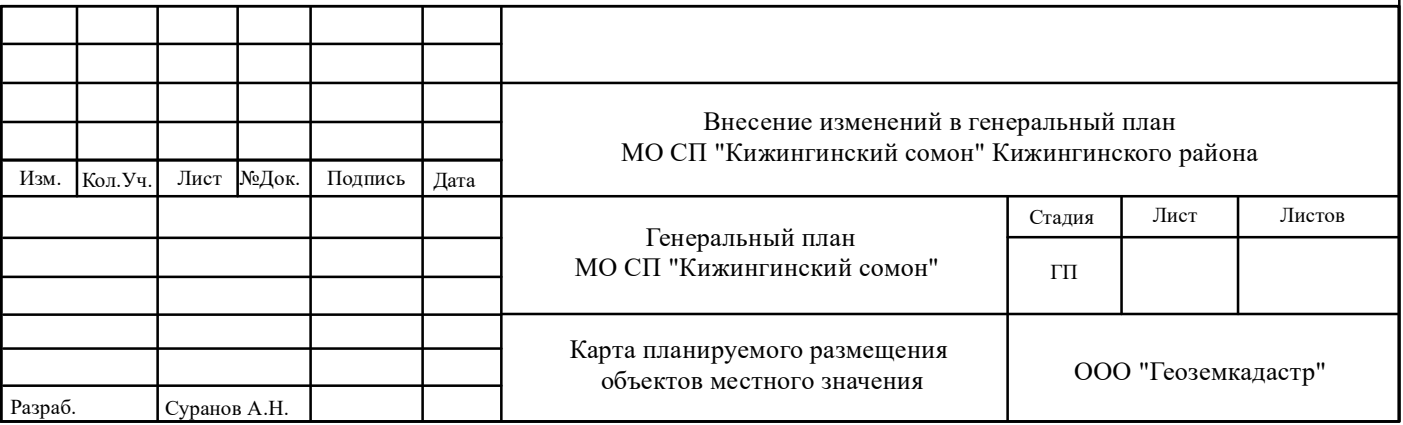 Внесение изменений в генеральный план
МО СП "Кижингинский сомон" Кижингинского района
Изм. Кол.Уч. Лист №Док. Подпись Дата
Генеральный план
МО СП "Кижингинский сомон"
Стадия Лист Листов
ГП
Карта планируемого размещения
объектов местного значения
ООО "Геоземкадастр"
Разраб. Суранов А.Н.